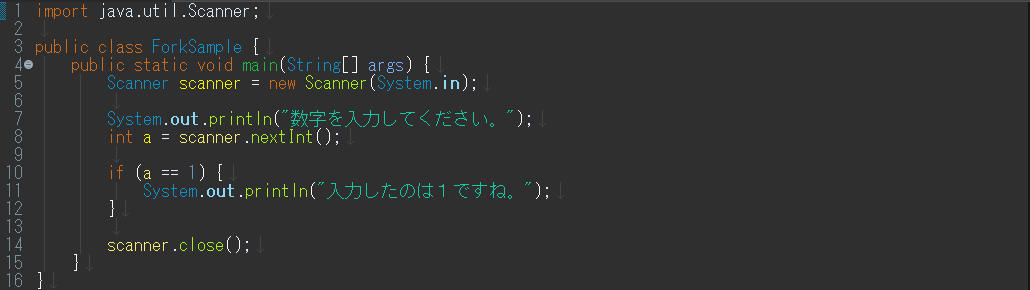 1 import java.util.Scanner;↓
2 ↓
3 public class ForkSample {↓
4 public static void main(String[] args) {↓
5 Scanner scanner = new Scanner(System.in);↓
6 ↓
7 System.out.println("数字を入力してください。");↓
8 int a = scanner.nextInt();↓
9 ↓
10 if (a == 1) {↓
11 System.out.println("入力したのは１ですね。");↓
12 }↓
13 ↓
14 scanner.close();↓
15 }↓
16 }↓